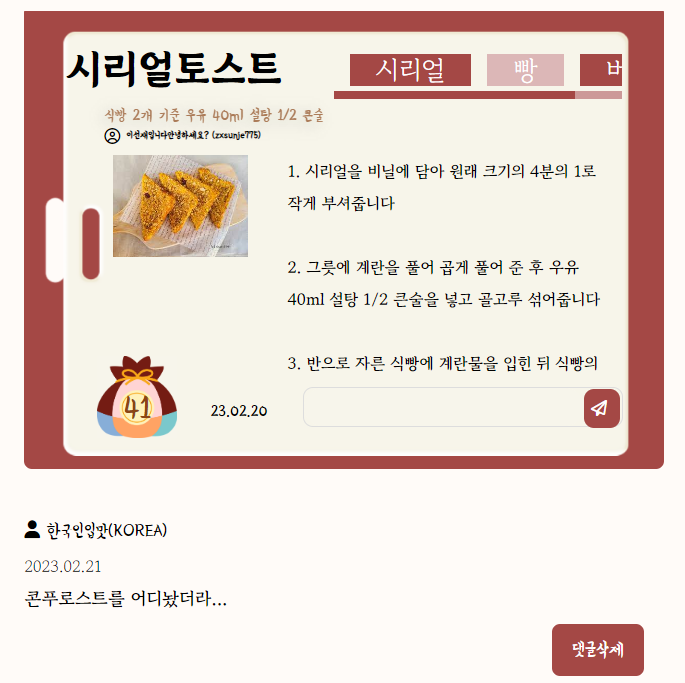 시리얼토스트
시리얼
빵
식빵 2개 기준 우유 40ml 설탕 1/2 큰술
이선재입니다안녕하세요? (zxsunje775)
1. 시리얼을 비닐에 담아 원래 크기의 4분의 1로
작게 부숴줍니다
2. 그릇에 계란을 풀어 곱게 풀어 준 후 우유
40ml 설탕 1/2 큰술을 넣고 골고루 섞어줍니다
3. 반으로 자른 식빵에 계란물을 입힌 뒤 식빵의
41
23.02.20
한국인입맛(KOREA)
2023.02.21
콘푸로스트를 어디놨더라...
댓글삭제